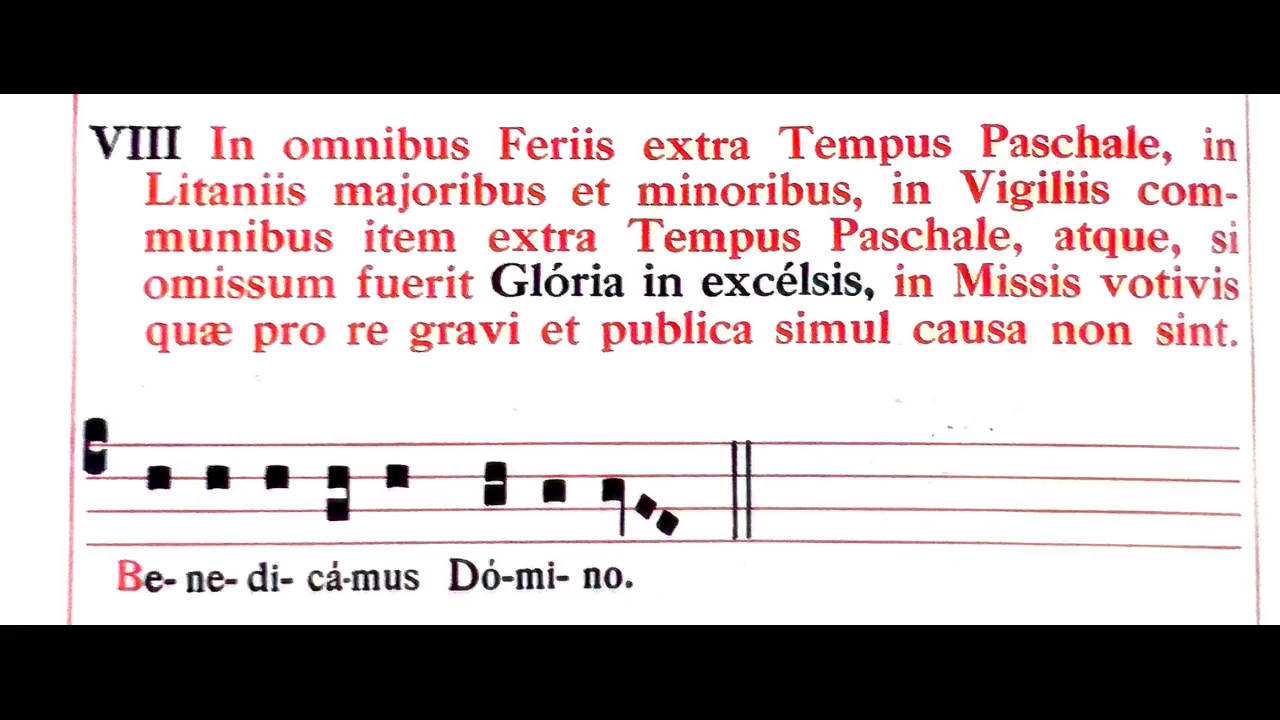 VIII In omnibus Feriis extra Tempus Paschale, in
Litaniis majoribus et minoribus, in Vigiliis com-
munibus item extra Tempus Paschale, atque, si
omissum fuerit Glória in excélsis, in Missis votivis
quæ pro re gravi et publica simul causa non sint.
Be- ne- di- cá-mus Dó-mi- no.